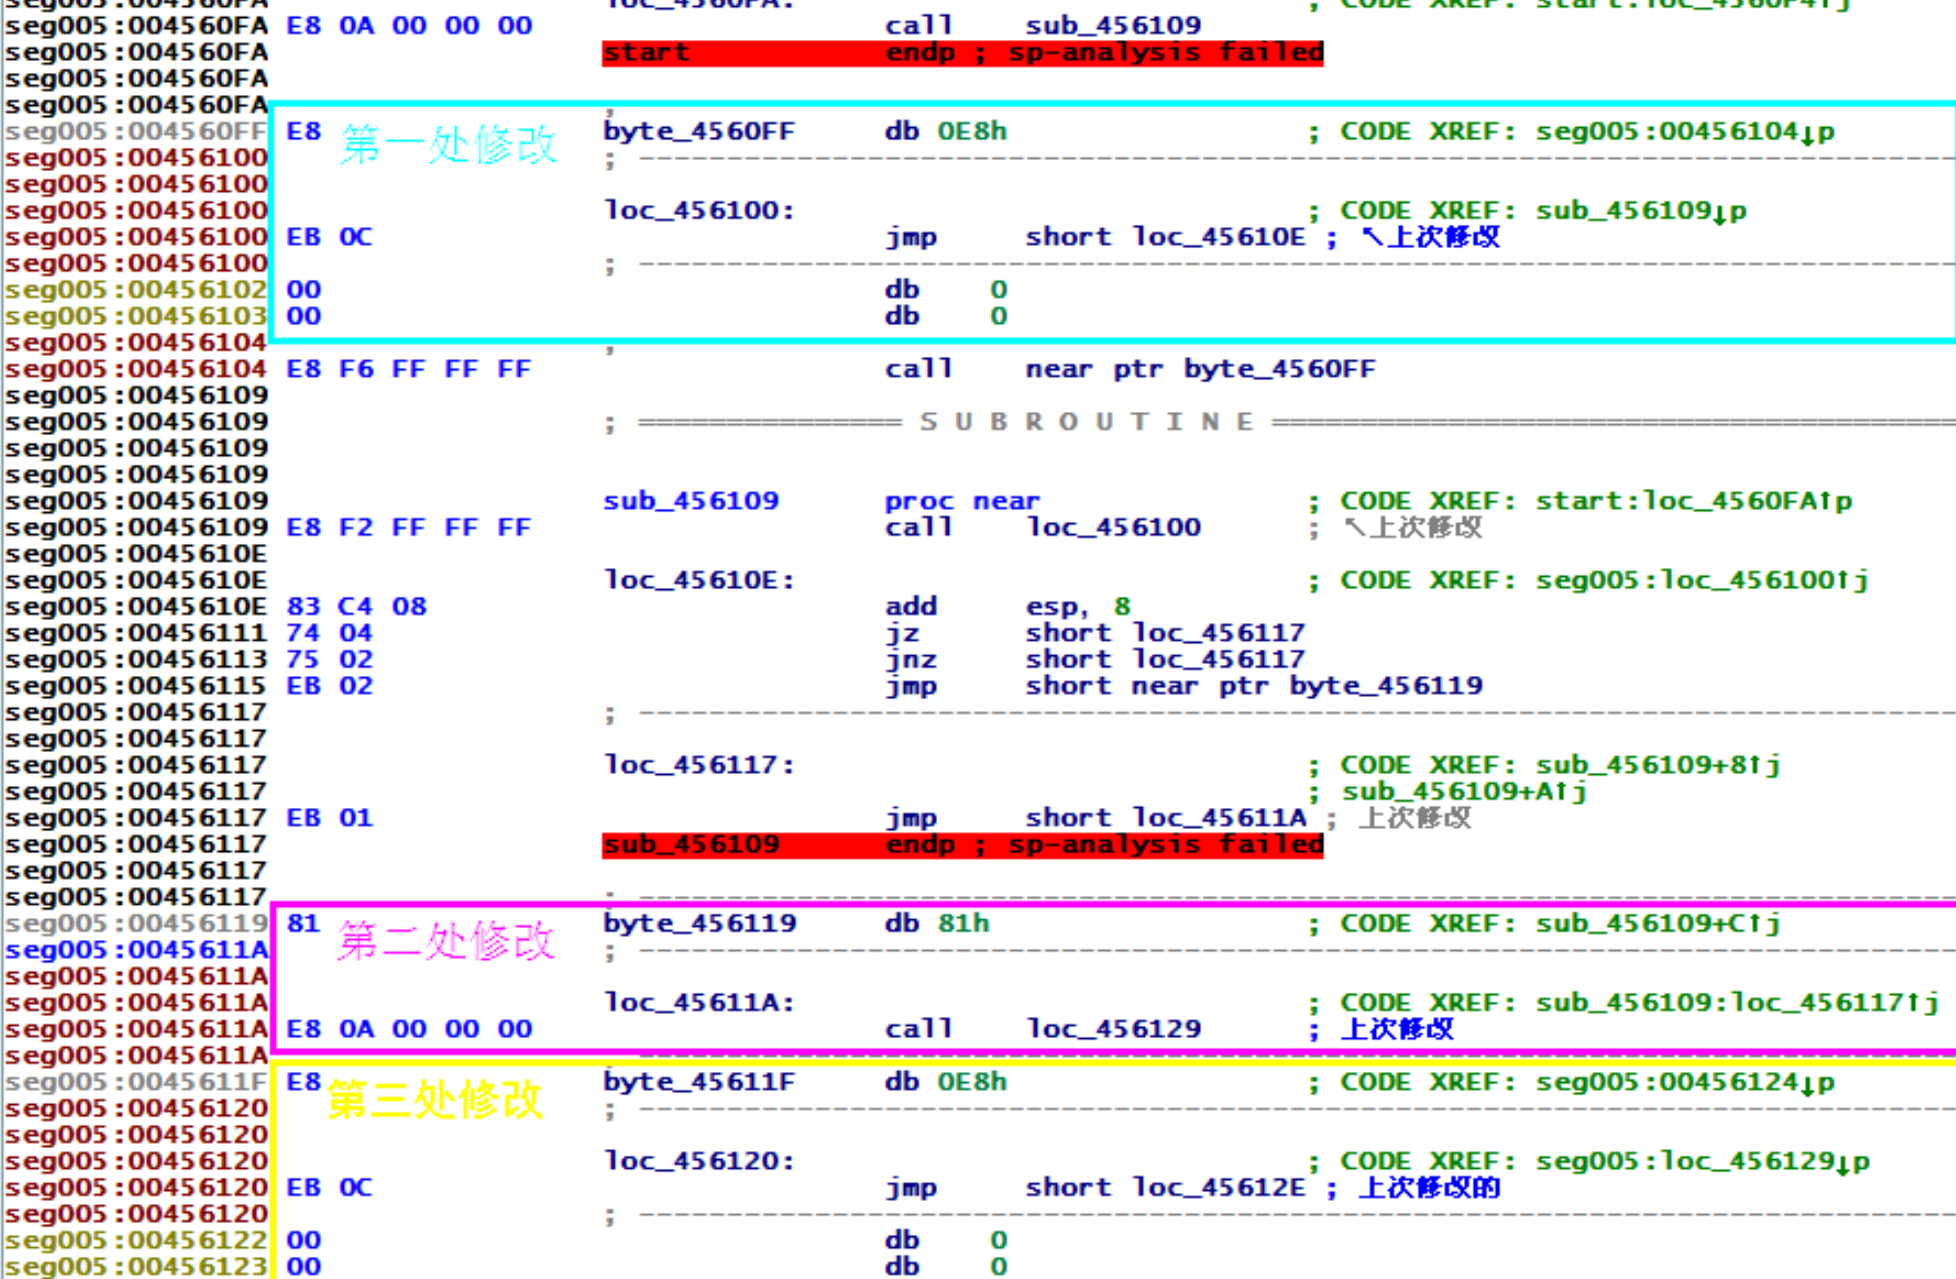 seg005:004560FA loc_4560FA: ; CODE XREF: start:loc_4560F4↑j
seg005:004560FA E8 0A 00 00 00 call sub_456109
seg005:004560FA start endp ; sp-analysis failed
seg005:004560FA
seg005:004560FA ;
seg005:004560FF E8 第一处修改 byte_4560FF db 0E8h ; CODE XREF: seg005:00456104↓p
seg005:00456100 ; ---------------------------------------------------------------------------
seg005:00456100
seg005:00456100 loc_456100: ; CODE XREF: sub_456109↓p
seg005:00456100 EB 0C jmp short loc_45610E ; ↖上次修改
seg005:00456100 ; ---------------------------------------------------------------------------
seg005:00456102 00 db 0
seg005:00456103 00 db 0
seg005:00456104 ;
seg005:00456104 E8 F6 FF FF FF call near ptr byte_4560FF
seg005:00456109
seg005:00456109 ; =============== S U B R O U T I N E =======================================
seg005:00456109
seg005:00456109
seg005:00456109 sub_456109 proc near ; CODE XREF: start:loc_4560FA↑p
seg005:00456109 E8 F2 FF FF FF call loc_456100 ; ↖上次修改
seg005:0045610E
seg005:0045610E loc_45610E: ; CODE XREF: seg005:loc_456100↑j
seg005:0045610E 83 C4 08 add esp, 8
seg005:00456111 74 04 jz short loc_456117
seg005:00456113 75 02 jnz short loc_456117
seg005:00456115 EB 02 jmp short near ptr byte_456119
seg005:00456117 ; ---------------------------------------------------------------------------
seg005:00456117
seg005:00456117 loc_456117: ; CODE XREF: sub_456109+8↑j
seg005:00456117 ; sub_456109+A↑j
seg005:00456117 EB 01 jmp short loc_45611A ; 上次修改
seg005:00456117 sub_456109 endp ; sp-analysis failed
seg005:00456117
seg005:00456117 ; ---------------------------------------------------------------------------
seg005:00456119 81 第二处修改 byte_456119 db 81h ; CODE XREF: sub_456109+C↑j
seg005:0045611A ; ---------------------------------------------------------------------------
seg005:0045611A
seg005:0045611A loc_45611A: ; CODE XREF: sub_456109:loc_456117↑j
seg005:0045611A E8 0A 00 00 00 call loc_456129 ; 上次修改
seg005:0045611A ; ---------------------------------------------------------------------------
seg005:0045611F E8 第三处修改 byte_45611F db 0E8h ; CODE XREF: seg005:00456124↓p
seg005:00456120 ; ---------------------------------------------------------------------------
seg005:00456120
seg005:00456120 loc_456120: ; CODE XREF: seg005:loc_456129↓p
seg005:00456120 EB 0C jmp short loc_45612E ; 上次修改的
seg005:00456120 ; ---------------------------------------------------------------------------
seg005:00456122 00 db 0
seg005:00456123 00 db 0